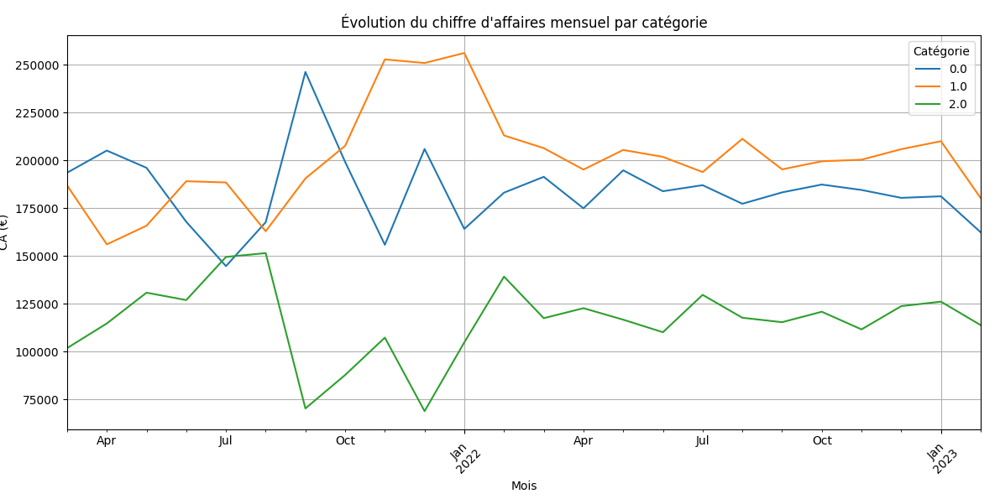 Évolution du chiffre d'affaires mensuel par catégorie
Catégorie
0.0
1.0
2.0
250000
225000
200000
175000
150000
125000
100000
75000
CA (€)
Apr
Jul
Oct
Jan
2022
Apr
Jul
Oct
Jan
2023
Mois